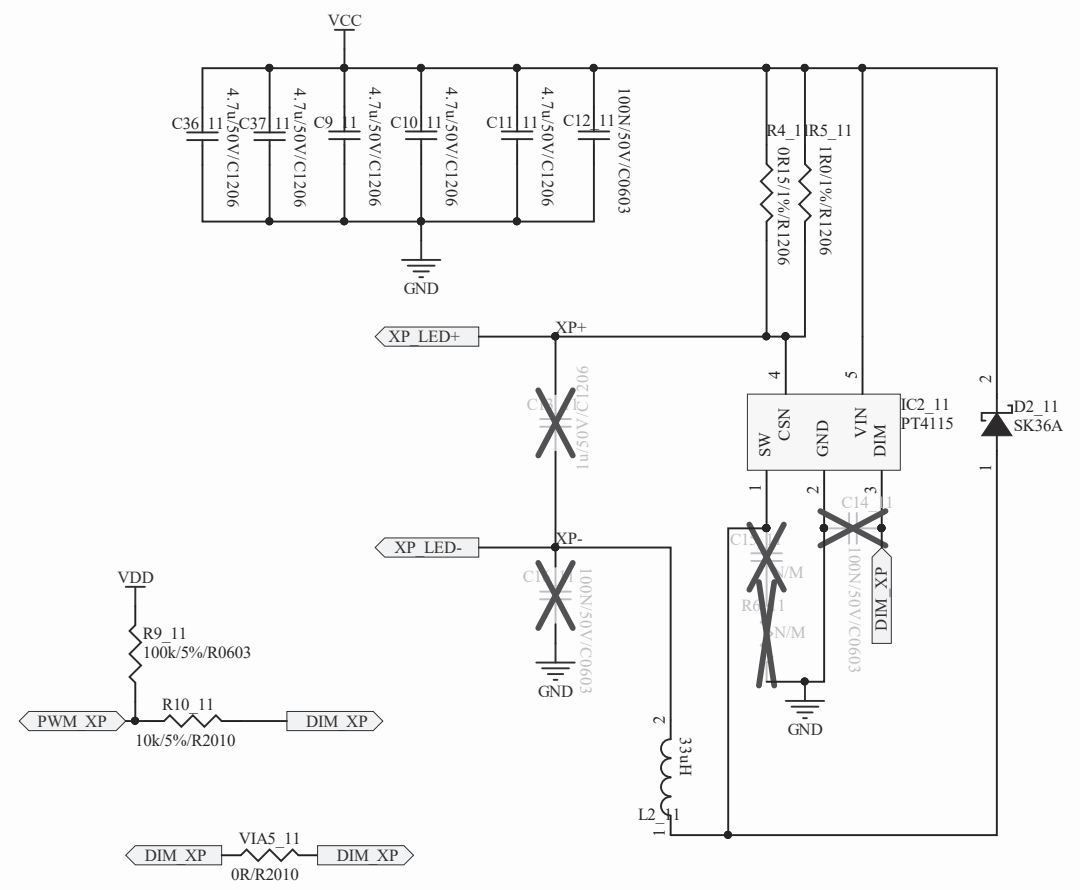 VCC
C36_11
4.7u/50V/C1206
C37_11
4.7u/50V/C1206
C9_11
4.7u/50V/C1206
C10_11
4.7u/50V/C1206
C11_11
4.7u/50V/C1206
C12_11
100N/50V/C0603
GND
R4_11
0R15/1%/R1206
R5_11
1R0/1%/R1206
XP_LED+
XP+
1u/50V/C1206
4
5
CSN
VIN
SW
GND
DIM
IC2_11
PT4115
1
2
3
2
D2_11
SK36A
1
C14_11
100N/50V/C0603
DIM_XP
N/M
N/M
GND
XP_LED-
XP-
100N/50V/C0603
GND
VDD
R9_11
100k/5%/R0603
PWM_XP
R10_11
10k/5%/R2010
DIM_XP
2
33uH
L2_11
1
DIM_XP
VIA5_11
0R/R2010
DIM_XP